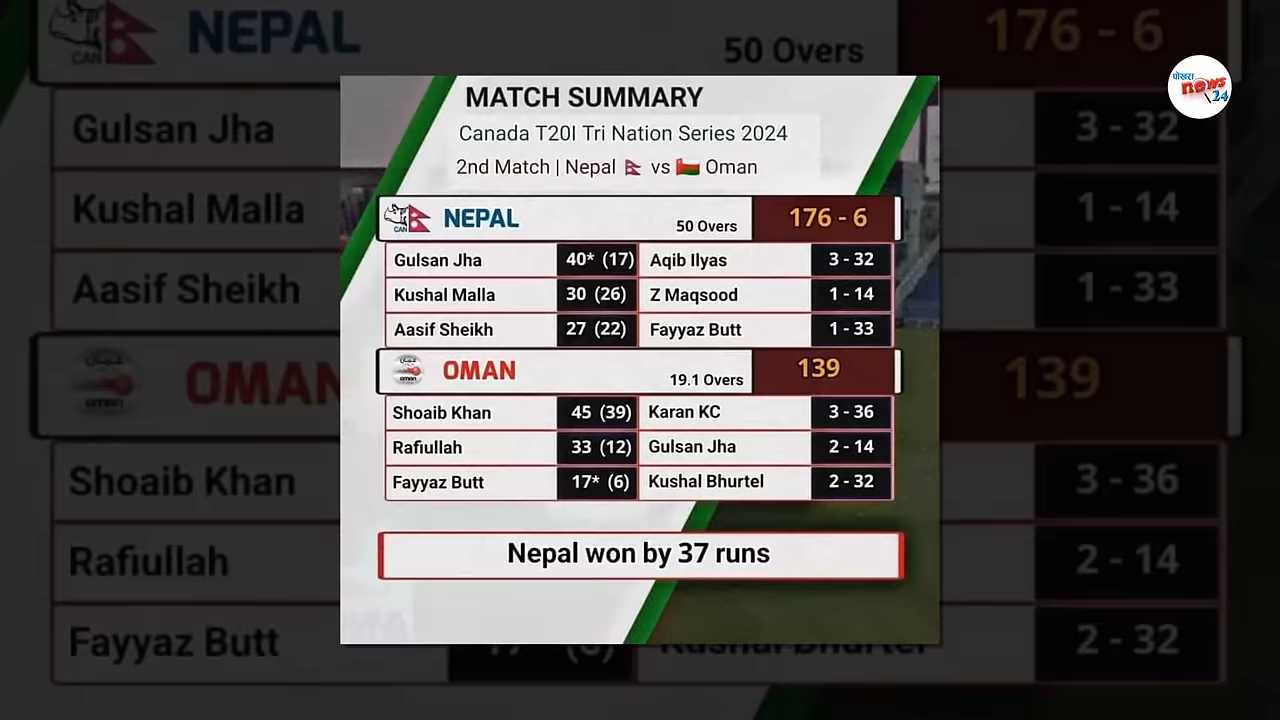 NEPAL
50 Overs
176 - 6
Gulsan Jha
3 - 32
Kushal Malla
1 - 14
Aasif Sheikh
1 - 33
OMAN
139
Shoaib Khan
3 - 36
Rafiullah
2 - 14
Fayyaz Butt
2 - 32
पोखरा
news
24
MATCH SUMMARY
Canada T20I Tri Nation Series 2024
2nd Match | Nepal vs Oman
CAN NEPAL 50 Overs 176 - 6
Gulsan Jha 40* (17) Aqib Ilyas 3 - 32
Kushal Malla 30 (26) Z Maqsood 1 - 14
Aasif Sheikh 27 (22) Fayyaz Butt 1 - 33
OMAN 19.1 Overs 139
Shoaib Khan 45 (39) Karan KC 3 - 36
Rafiullah 33 (12) Gulsan Jha 2 - 14
Fayyaz Butt 17* (6) Kushal Bhurtel 2 - 32
Nepal won by 37 runs